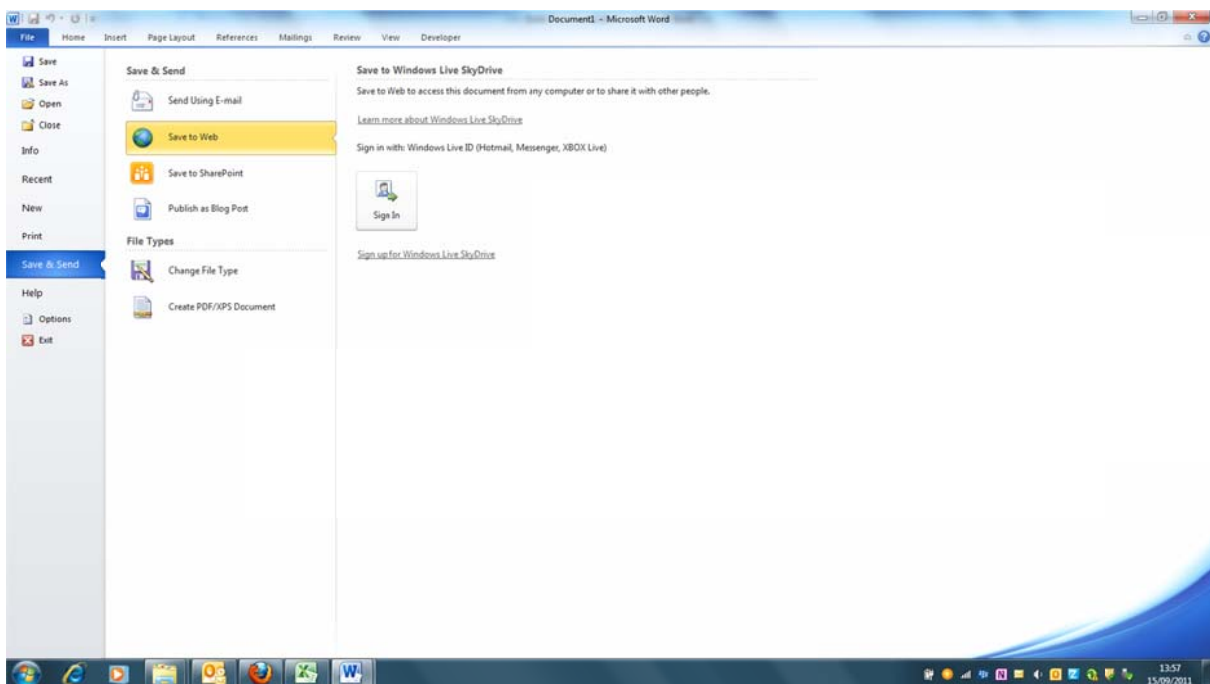 Document1 - Microsoft Word
File Home Insert Page Layout References Mailings Review View Developer
Save
Save As
Open
Close
Info
Recent
New
Print
Save & Send
Help
Options
Exit
Save & Send
Send Using E-mail
Save to Web
Save to SharePoint
Publish as Blog Post
File Types
Change File Type
Create PDF/XPS Document
Save to Windows Live SkyDrive
Save to Web to access this document from any computer or to share it with other people.
Learn more about Windows Live SkyDrive
Sign in with: Windows Live ID (Hotmail, Messenger, XBOX Live)
Sign In
Sign up for Windows Live SkyDrive
13:57
15/09/2011